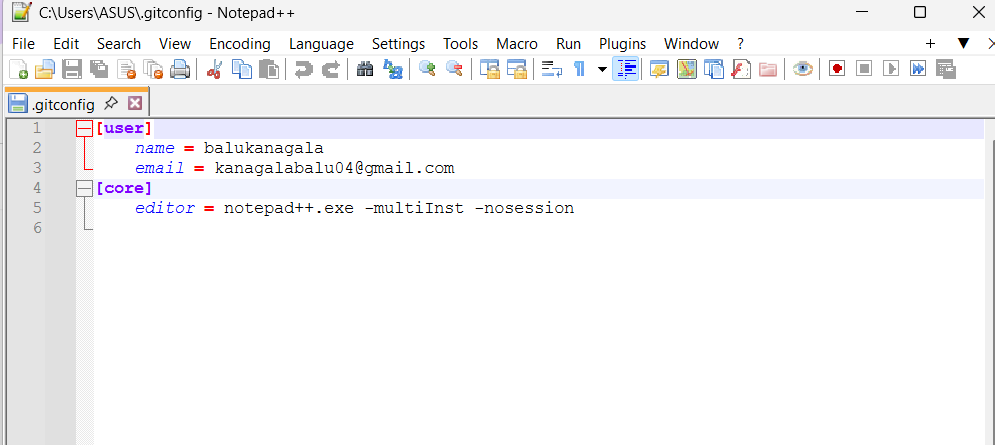 C:\Users\ASUS\.gitconfig - Notepad++
File Edit Search View Encoding Language Settings Tools Macro Run Plugins Window ?
.gitconfig
1 [user]
2 name = balukanagala
3 email = kanagalabalu04@gmail.com
4 [core]
5 editor = notepad++.exe -multiInst -nosession
6